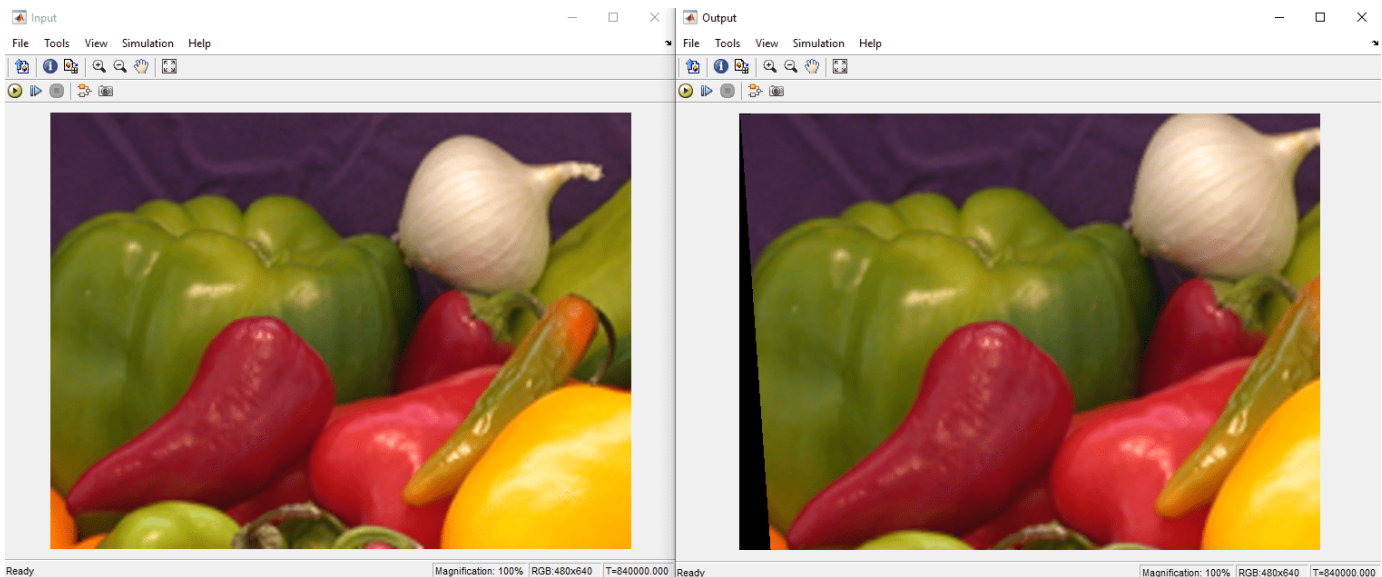 Input
File Tools View Simulation Help
Ready
Magnification: 100% RGB:480x640 T=840000.000
Output
File Tools View Simulation Help
Ready
Magnification: 100% RGB:480x640 T=840000.000